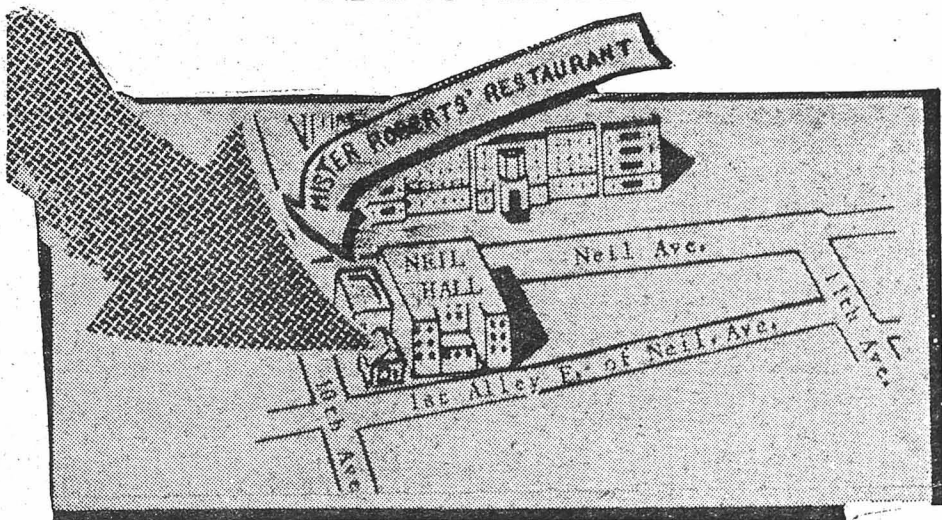 MISTER ROBERTS' RESTAURANT
NEIL
HALL
Neil Ave.
11th Ave.
1st Alley E. of Neil. Ave.
10th Ave